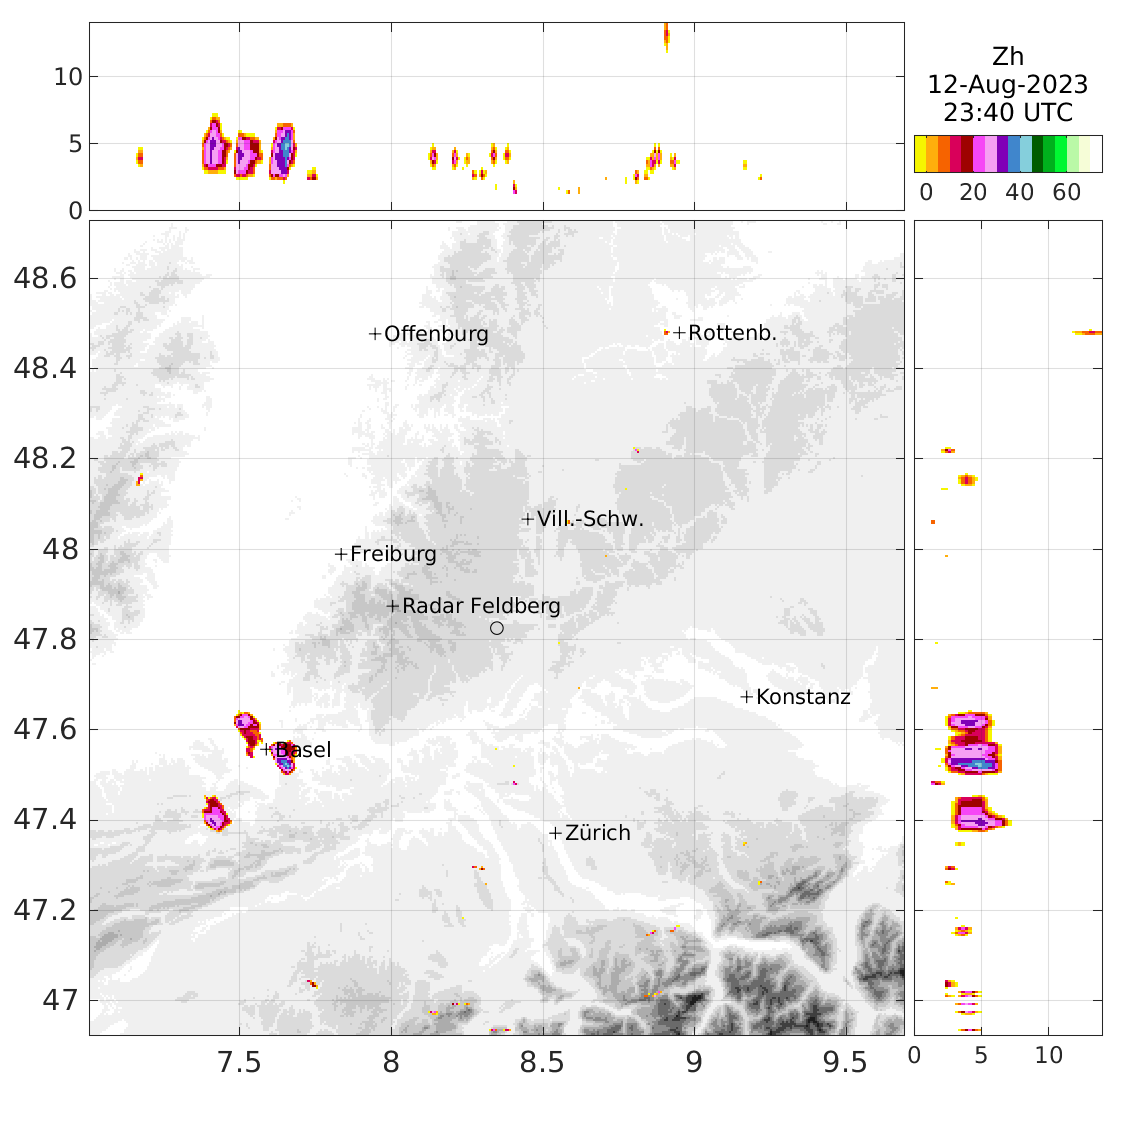 Zh
12-Aug-2023
23:40 UTC
0 20 40 60
10
5
0
48.6
48.4
48.2
48
47.8
47.6
47.4
47.2
47
Offenburg
Rottenb.
Vill.-Schw.
Freiburg
Radar Feldberg
Konstanz
Basel
Zürich
7.5 8 8.5 9 9.5
0 5 10